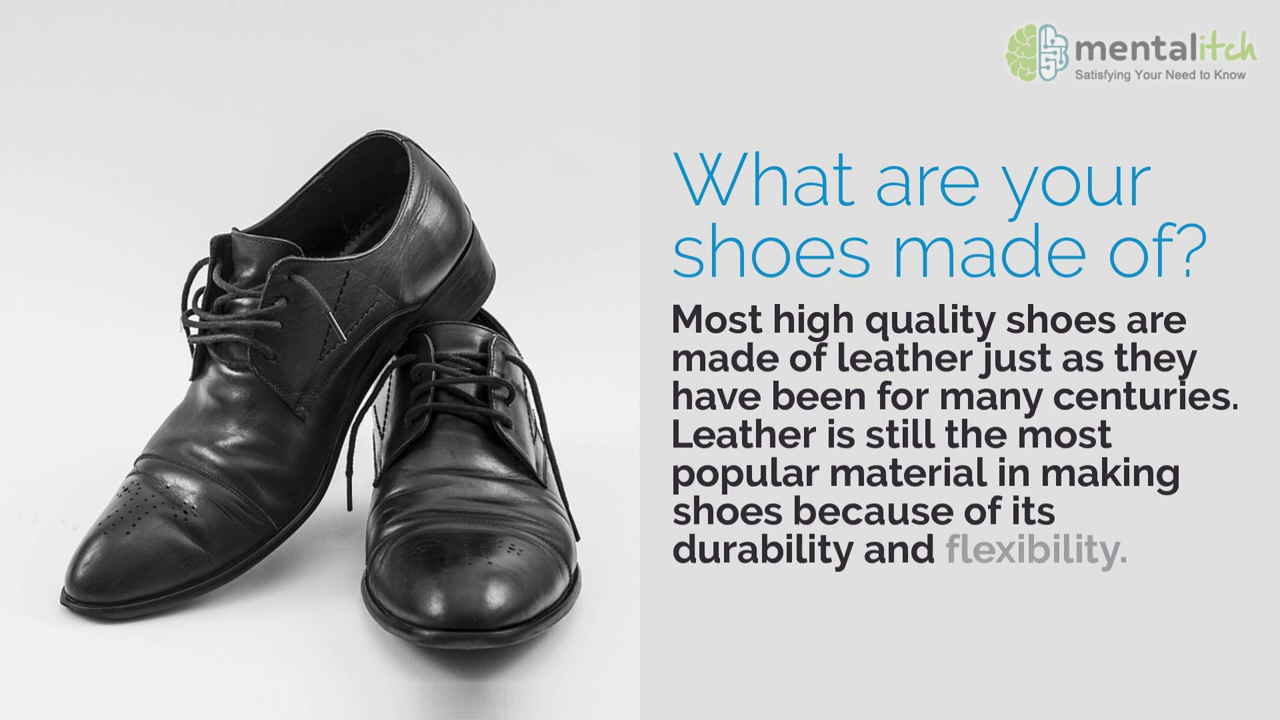 mentalitch
Satisfying Your Need to Know
What are your
shoes made of?
Most high quality shoes are
made of leather just as they
have been for many centuries.
Leather is still the most
popular material in making
shoes because of its
durability and flexibility.